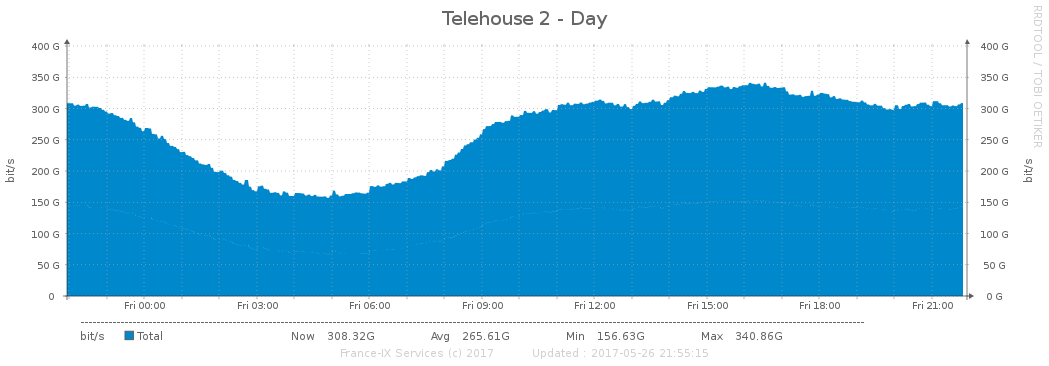 Telehouse 2 - Day
RRDTOOL / TOBI OETIKER
400 G 400 G
350 G 350 G
300 G 300 G
250 G 250 G
200 G 200 G
150 G 150 G
100 G 100 G
50 G 50 G
0 0 G
bit/s
bit/s
Fri 00:00 Fri 03:00 Fri 06:00 Fri 09:00 Fri 12:00 Fri 15:00 Fri 18:00 Fri 21:00
bit/s Total Now 308.32G Avg 265.61G Min 156.63G Max 340.86G
France-IX Services (c) 2017 Updated : 2017-05-26 21:55:15